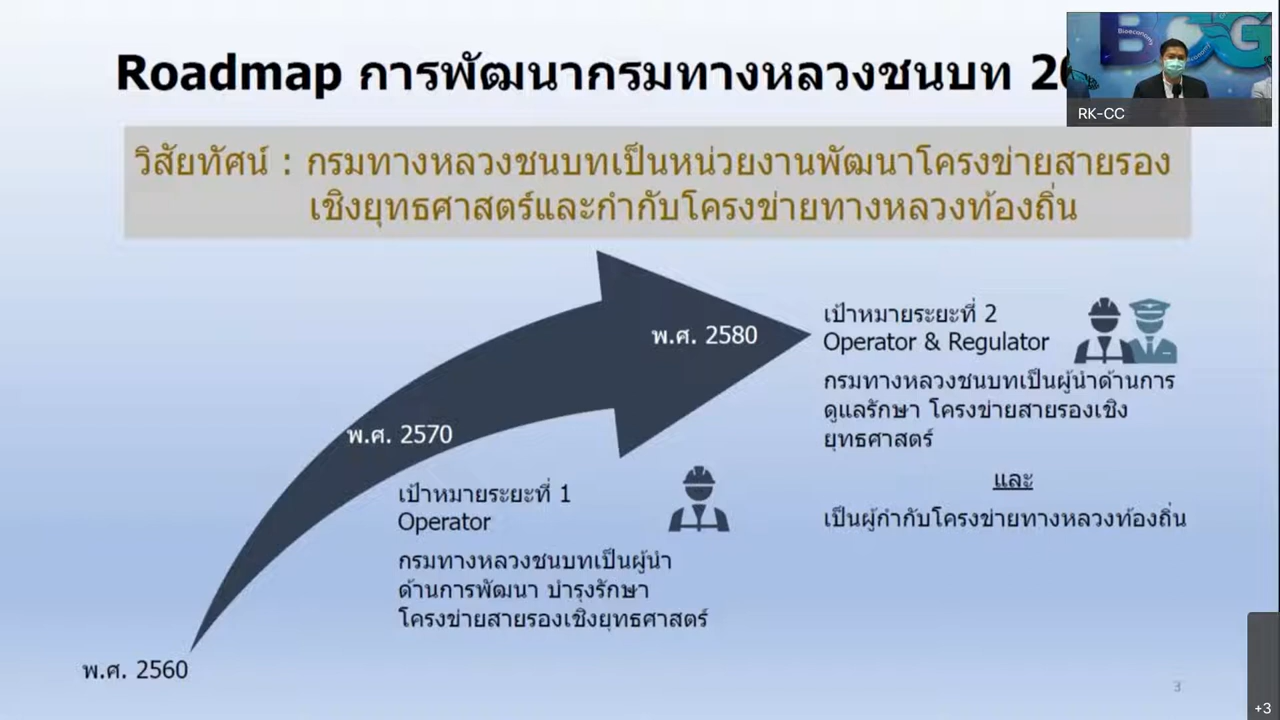 Roadmap การพัฒนากรมทางหลวงชนบท
Bioeconomy
RK-CC
วิสัยทัศน์ : กรมทางหลวงชนบทเป็นหน่วยงานพัฒนาโครงข่ายสายรอง
เชิงยุทธศาสตร์และกำกับโครงข่ายทางหลวงท้องถิ่น
พ.ศ. 2580
เป้าหมายระยะที่ 2
Operator & Regulator
กรมทางหลวงชนบทเป็นผู้นำด้านการ
ดูแลรักษา โครงข่ายสายรองเชิง
ยุทธศาสตร์
และ
เป็นผู้กำกับโครงข่ายทางหลวงท้องถิ่น
พ.ศ. 2570
เป้าหมายระยะที่ 1
Operator
กรมทางหลวงชนบทเป็นผู้นำ
ด้านการพัฒนา บำรุงรักษา
โครงข่ายสายรองเชิงยุทธศาสตร์
พ.ศ. 2560
3
+3